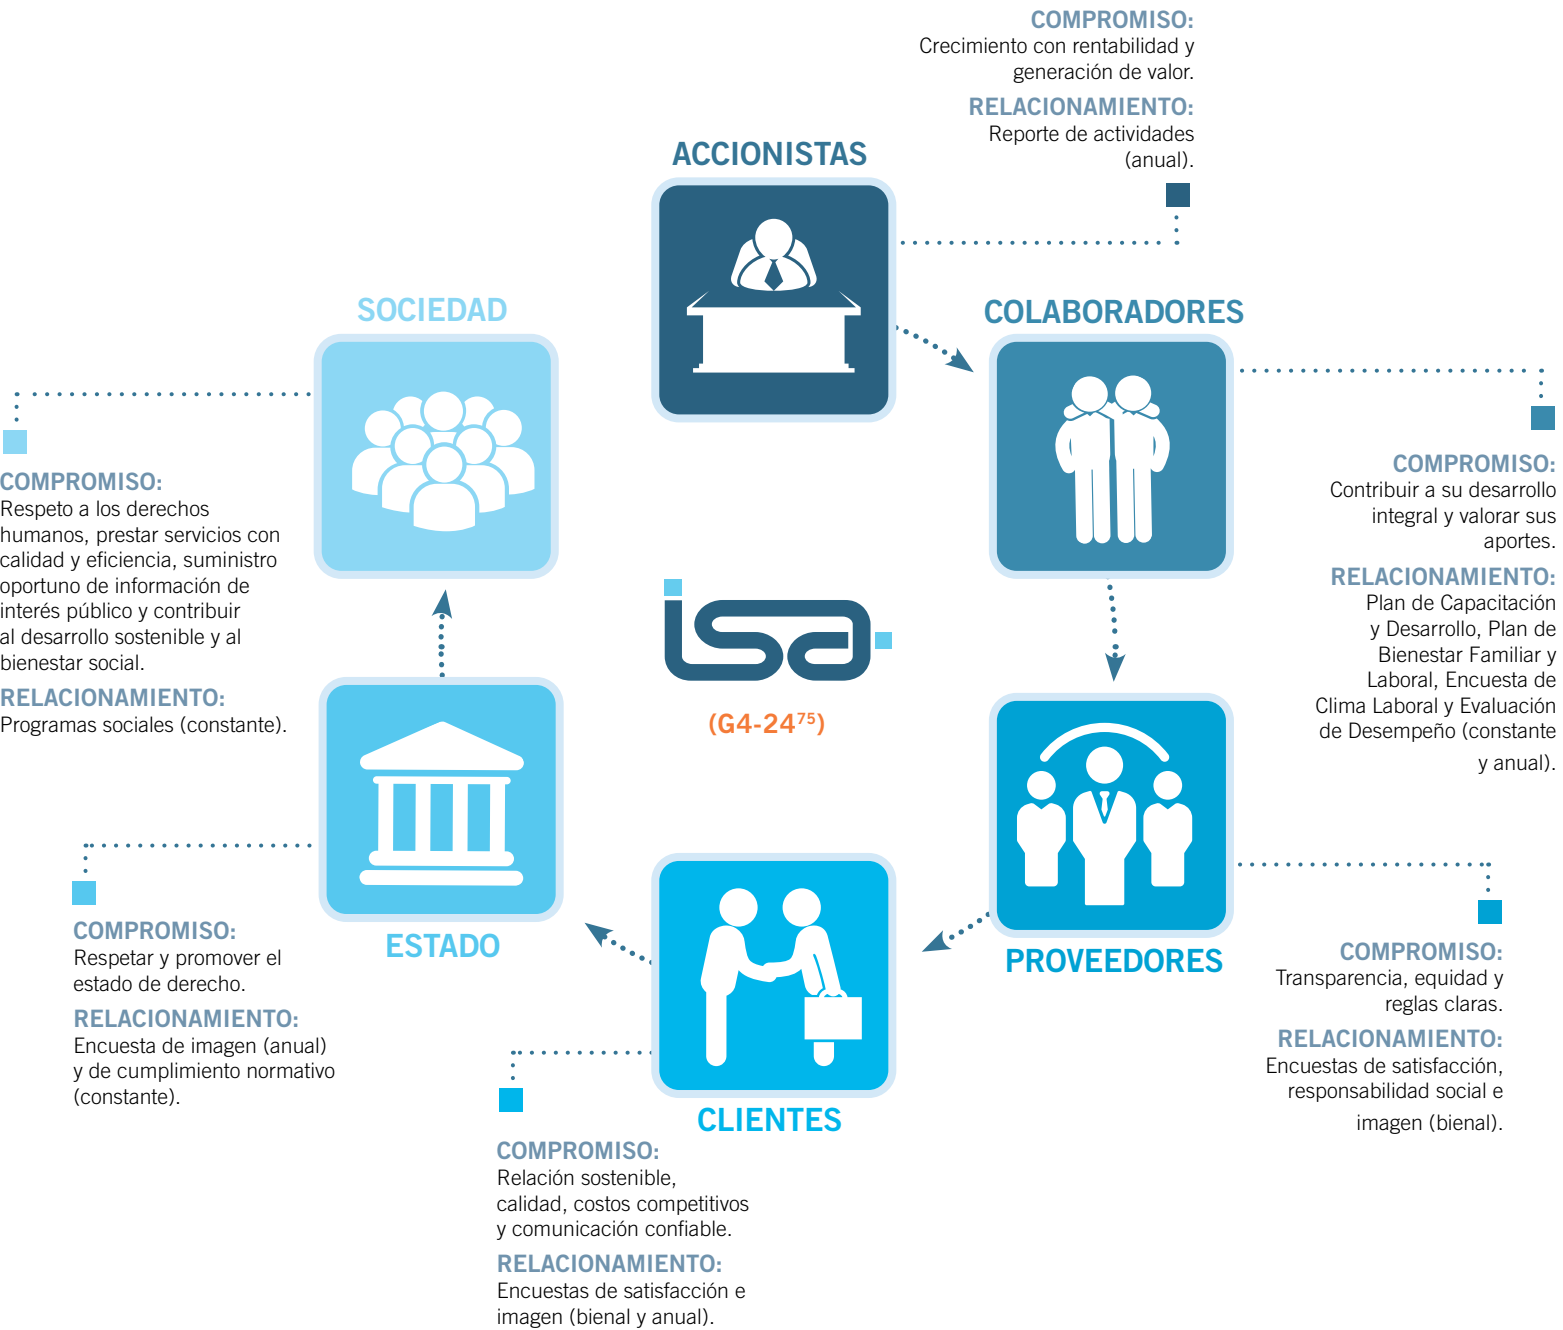 COMPROMISO:
Crecimiento con rentabilidad y
generación de valor.
RELACIONAMIENTO:
Reporte de actividades
(anual).
ACCIONISTAS
COLABORADORES
COMPROMISO:
Contribuir a su desarrollo
integral y valorar sus
aportes.
RELACIONAMIENTO:
Plan de Capacitación
y Desarrollo, Plan de
Bienestar Familiar y
Laboral, Encuesta de
Clima Laboral y Evaluación
de Desempeño (constante
y anual).
PROVEEDORES
COMPROMISO:
Transparencia, equidad y
reglas claras.
RELACIONAMIENTO:
Encuestas de satisfacción,
responsabilidad social e
imagen (bienal).
CLIENTES
COMPROMISO:
Relación sostenible,
calidad, costos competitivos
y comunicación confiable.
RELACIONAMIENTO:
Encuestas de satisfacción e
imagen (bienal y anual).
ESTADO
COMPROMISO:
Respetar y promover el
estado de derecho.
RELACIONAMIENTO:
Encuesta de imagen (anual)
y de cumplimiento normativo
(constante).
SOCIEDAD
COMPROMISO:
Respeto a los derechos
humanos, prestar servicios con
calidad y eficiencia, suministro
oportuno de información de
interés público y contribuir
al desarrollo sostenible y al
bienestar social.
RELACIONAMIENTO:
Programas sociales (constante).
isa
(G4-24⁷⁵)